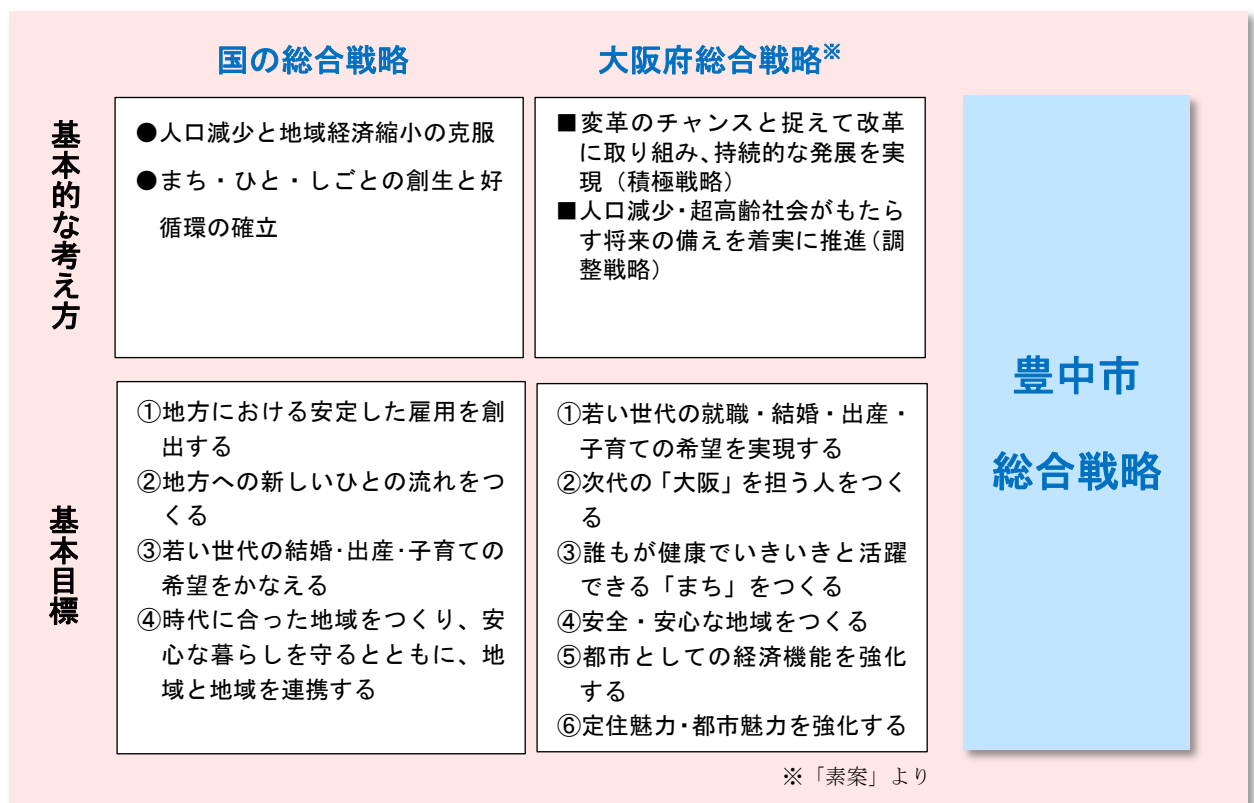 国の総合戦略
大阪府総合戦略※
基本的な考え方
●人口減少と地域経済縮小の克服
●まち・ひと・しごとの創生と好
循環の確立
■変革のチャンスと捉えて改革
に取り組み、持続的な発展を実
現（積極戦略）
■人口減少・超高齢社会がもたら
す将来の備えを着実に推進（調
整戦略）
基本目標
①地方における安定した雇用を創
出する
②地方への新しいひとの流れをつ
くる
③若い世代の結婚・出産・子育ての
希望をかなえる
④時代に合った地域をつくり、安
心な暮らしを守るとともに、地
域と地域を連携する
①若い世代の就職・結婚・出産・
子育ての希望を実現する
②次代の「大阪」を担う人をつく
る
③誰もが健康でいきいきと活躍
できる「まち」をつくる
④安全・安心な地域をつくる
⑤都市としての経済機能を強化
する
⑥定住魅力・都市魅力を強化する
豊中市
総合戦略
※「素案」より